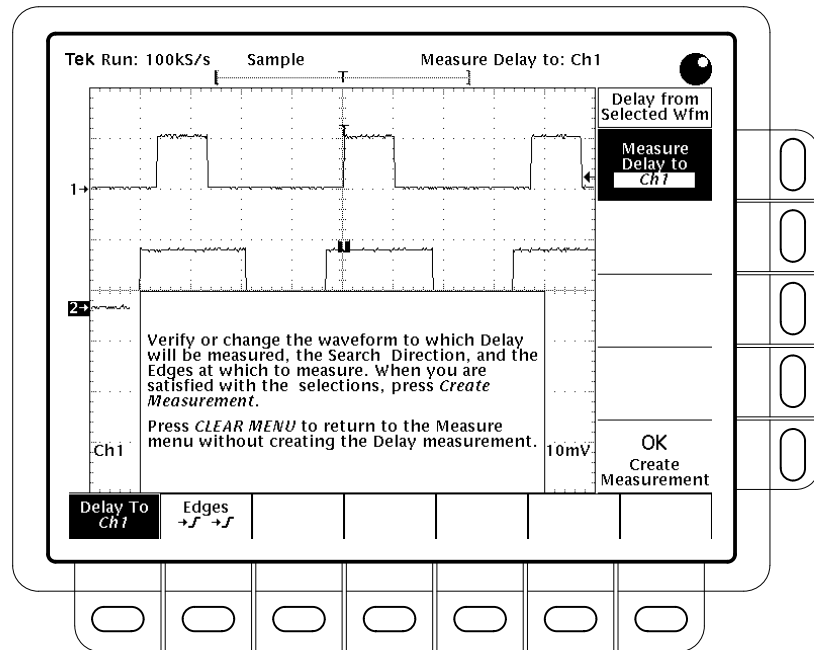 Tek Run: 100kS/s Sample Measure Delay to: Ch1
T
Delay from
Selected Wfm
Measure
Delay to
Ch1
T
1→
1
2→
Verify or change the waveform to which Delay
will be measured, the Search Direction, and the
Edges at which to measure. When you are
satisfied with the selections, press Create
Measurement.
Press CLEAR MENU to return to the Measure
menu without creating the Delay measurement.
Ch1 10mV
OK
Create
Measurement
Delay To
Ch1
Edges